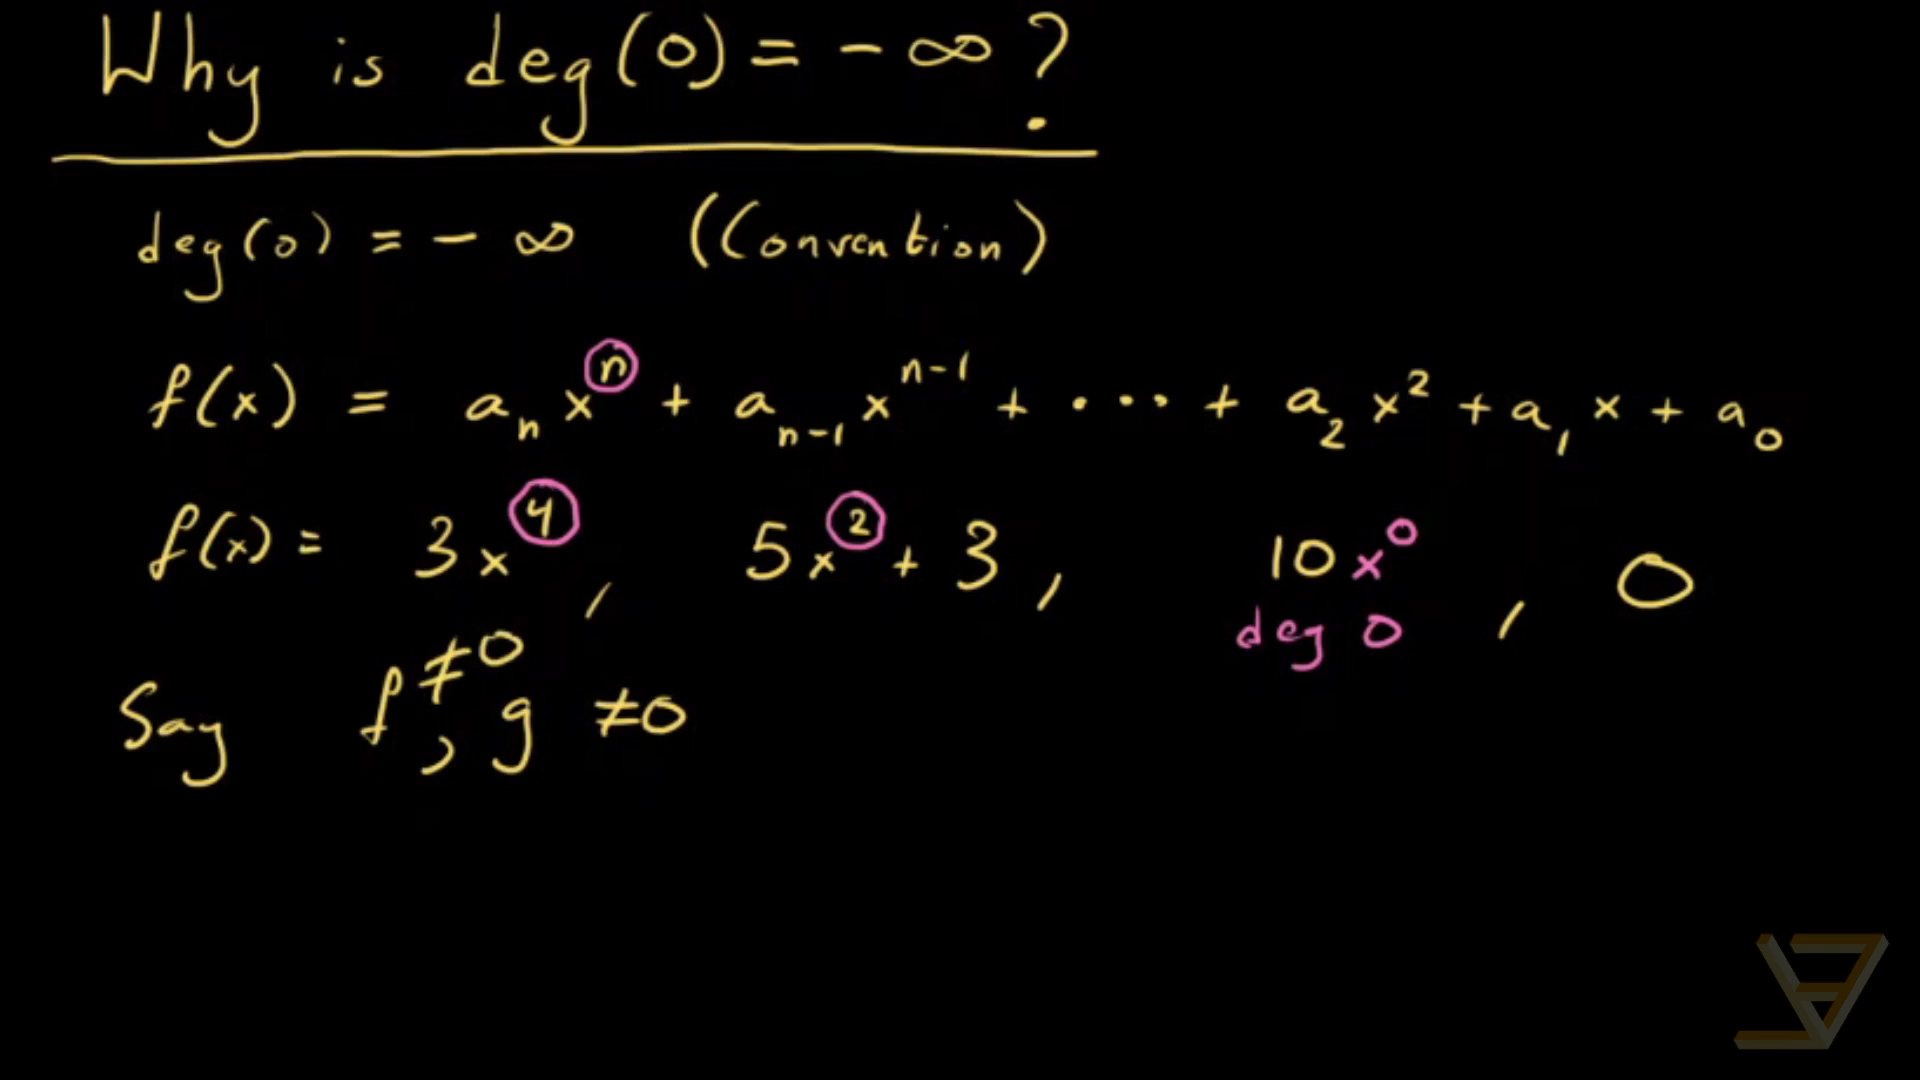 Why is deg(0) = - ∞ ?
deg(0) = - ∞ (Convention)
f(x) = aₙxⁿ + aₙ₋₁xⁿ⁻¹ + ... + a₂x² + a₁x + a₀
f(x) = 3x⁴, 5x² + 3, 10x⁰, 0
deg 0
Say f ≠ 0, g ≠ 0